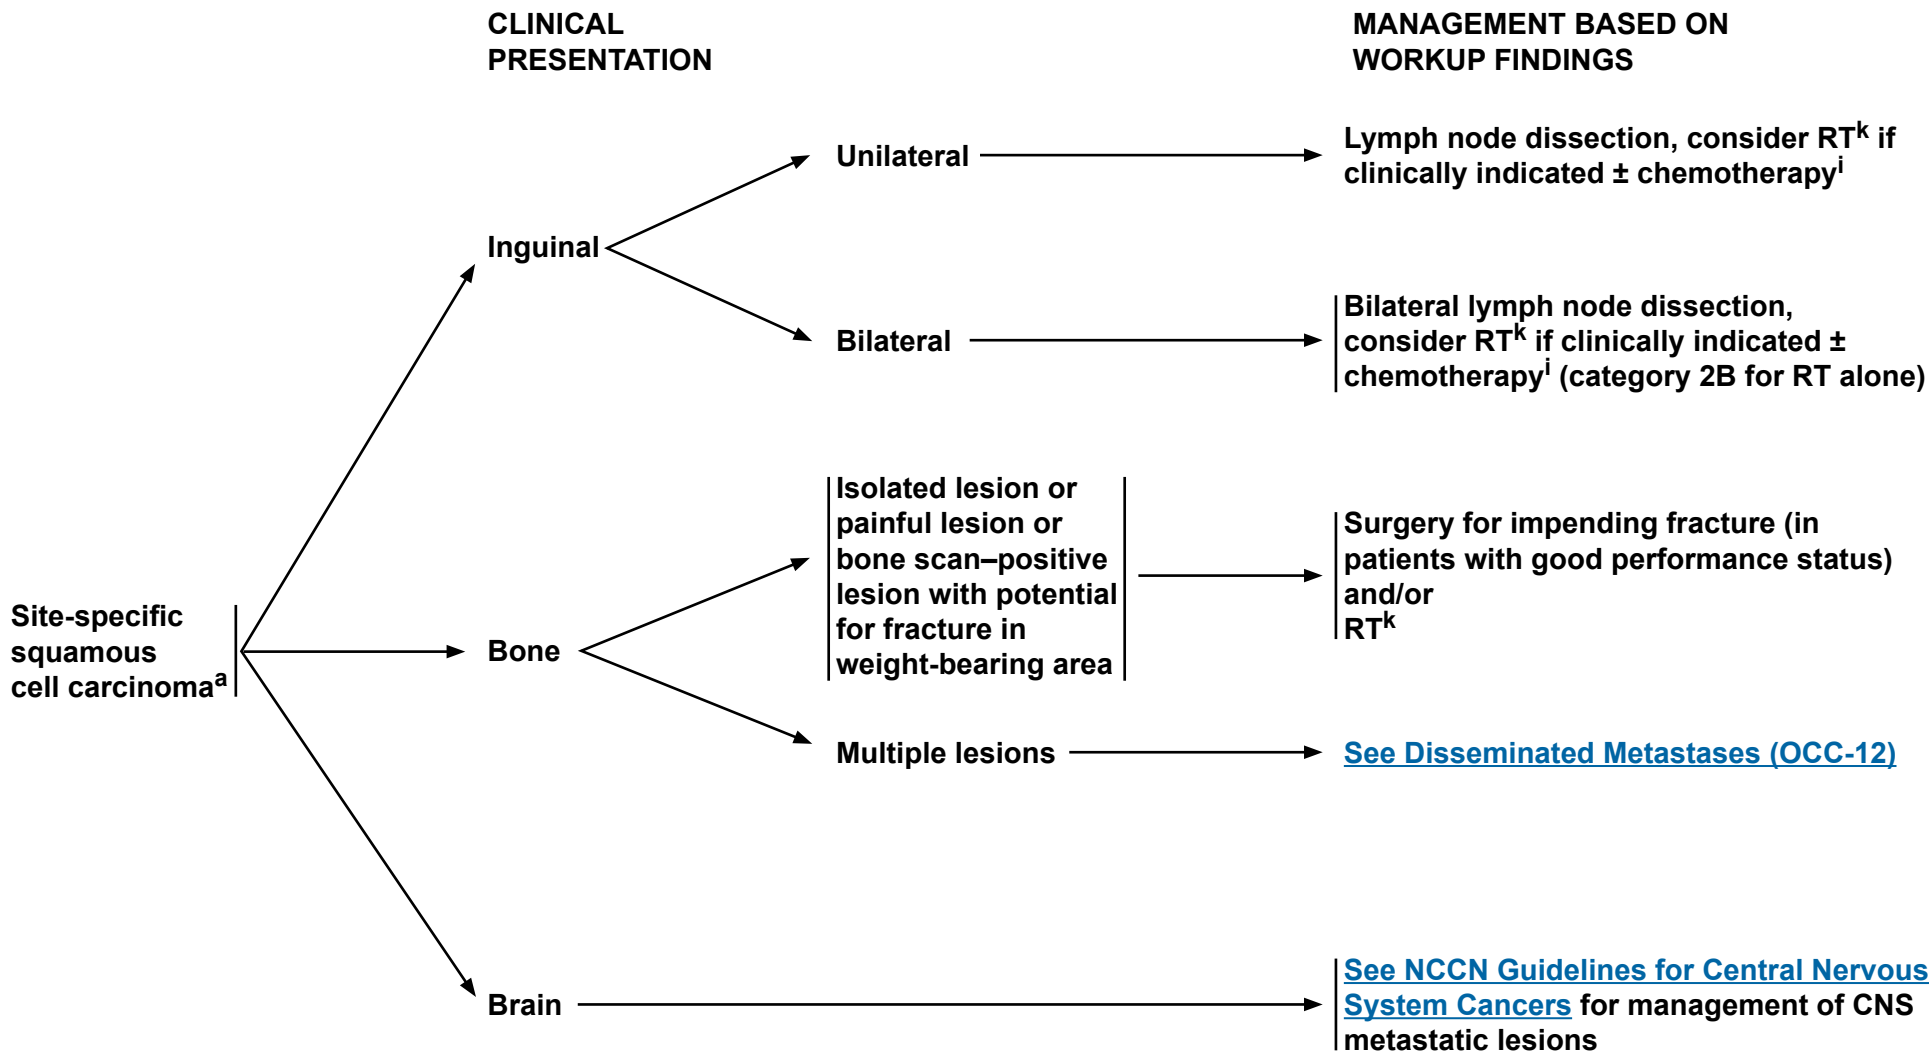 CLINICAL
PRESENTATION
MANAGEMENT BASED ON
WORKUP FINDINGS
Unilateral
Lymph node dissection, consider RTᵏ if
clinically indicated ± chemotherapyⁱ
Inguinal
Bilateral
Bilateral lymph node dissection,
consider RTᵏ if clinically indicated ±
chemotherapyⁱ (category 2B for RT alone)
Site-specific
squamous
cell carcinomaᵃ
Bone
Isolated lesion or
painful lesion or
bone scan–positive
lesion with potential
for fracture in
weight-bearing area
Surgery for impending fracture (in
patients with good performance status)
and/or
RTᵏ
Multiple lesions
See Disseminated Metastases (OCC-12)
Brain
See NCCN Guidelines for Central Nervous
System Cancers for management of CNS
metastatic lesions